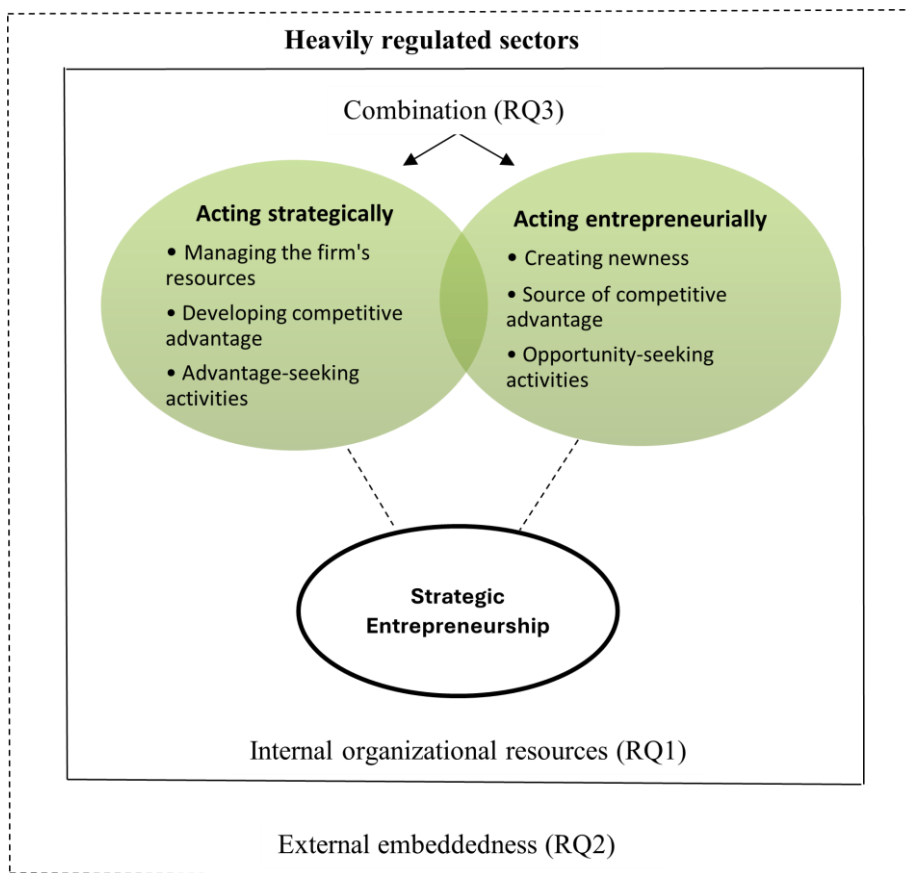 Heavily regulated sectors
Combination (RQ3)
Acting strategically
• Managing the firm's
resources
• Developing competitive
advantage
• Advantage-seeking
activities
Acting entrepreneurially
• Creating newness
• Source of competitive
advantage
• Opportunity-seeking
activities
Strategic
Entrepreneurship
Internal organizational resources (RQ1)
External embeddedness (RQ2)